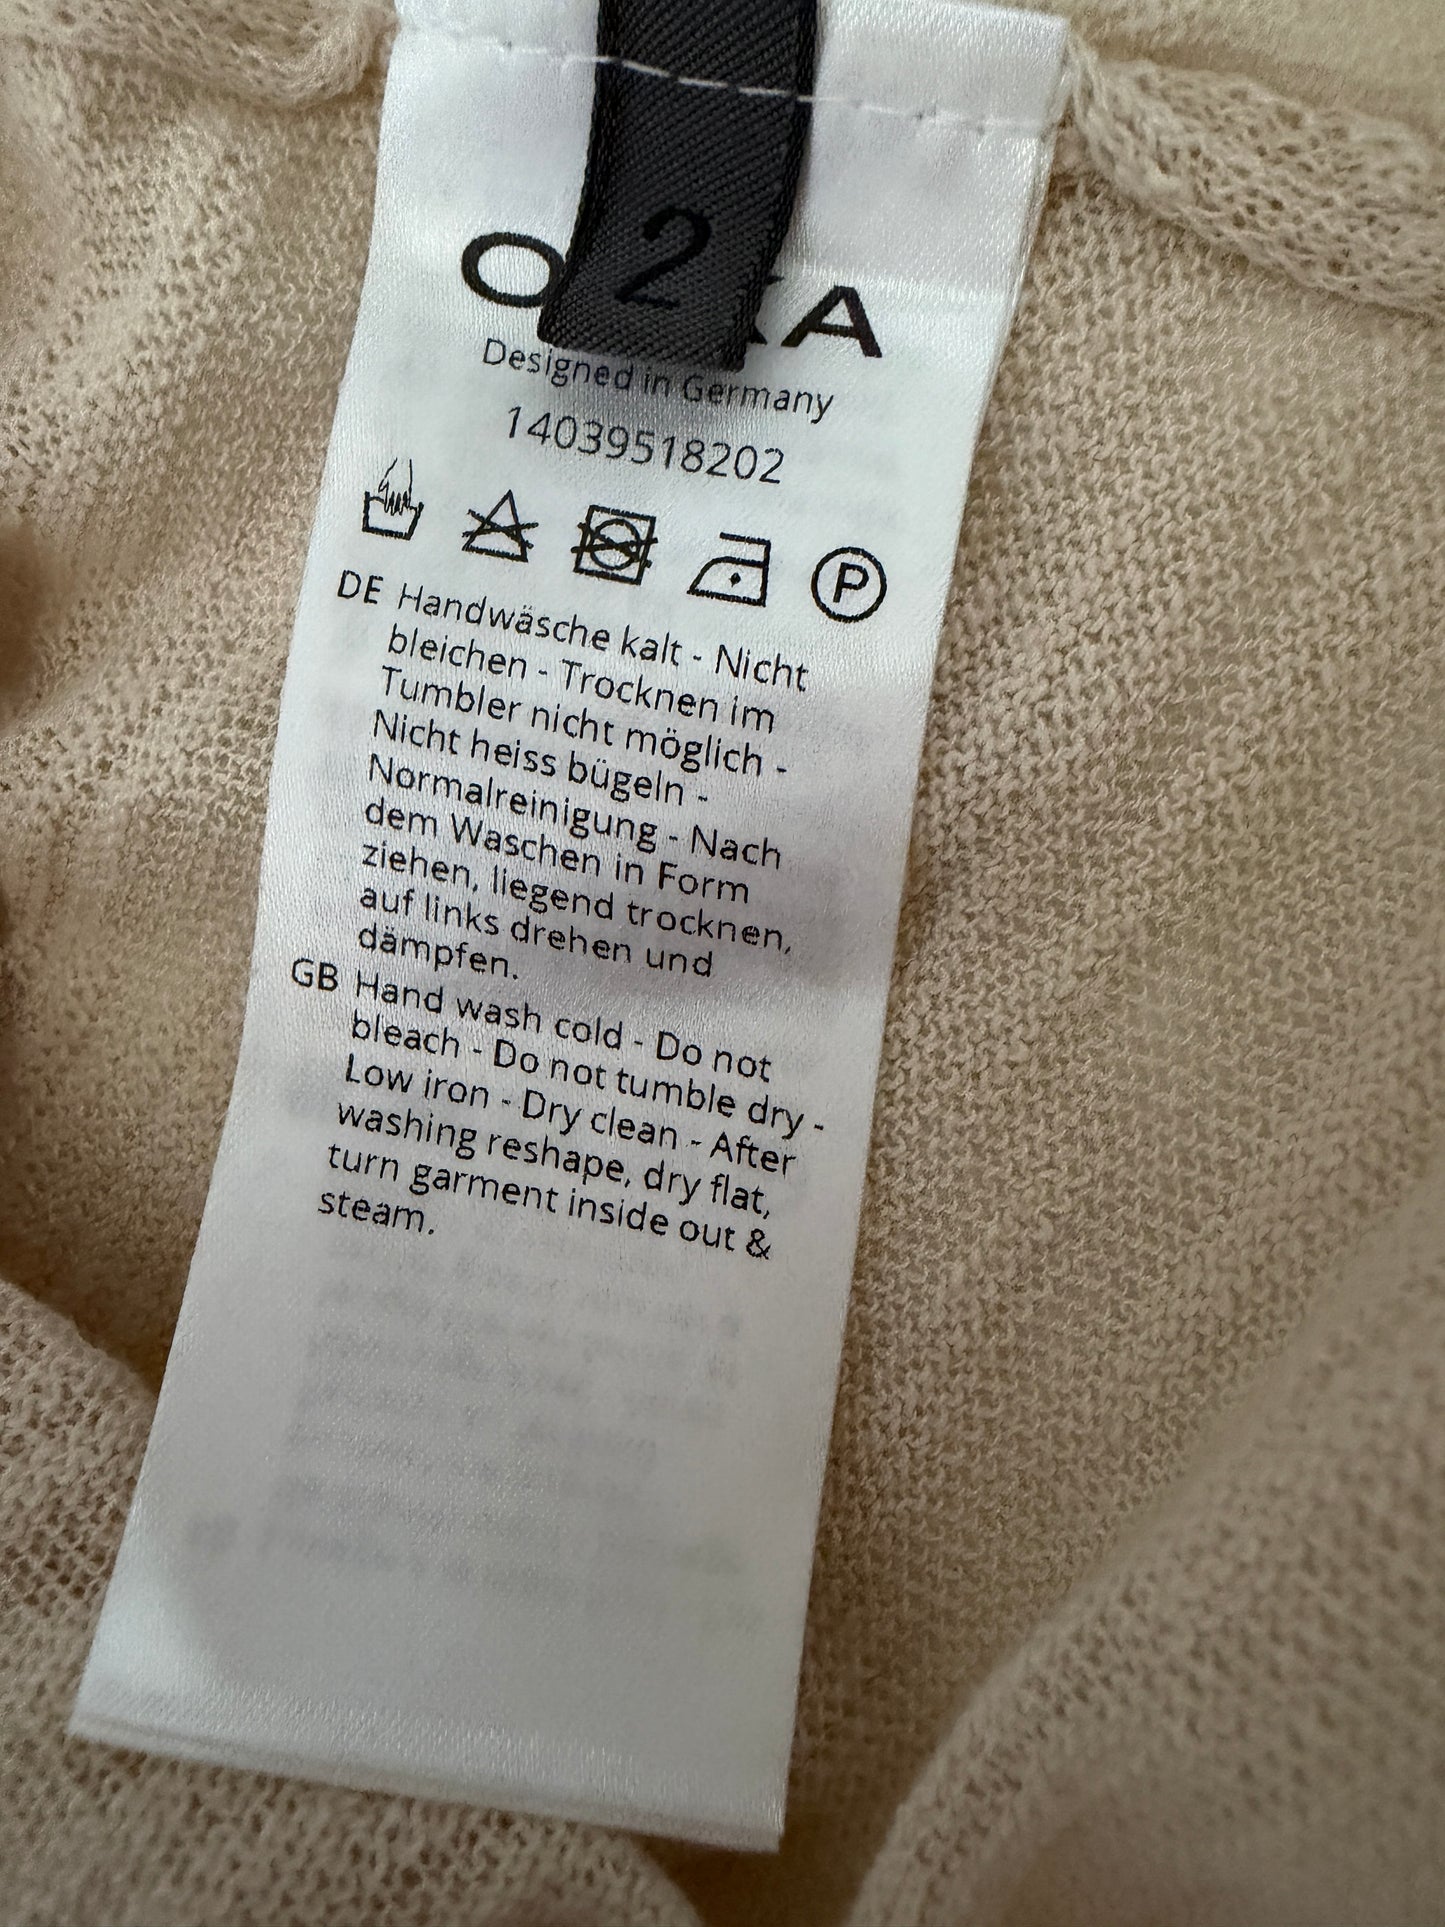 2
Designed in Germany
14039518202
P
DE Handwäsche kalt - Nicht
bleichen - Trocknen im
Tumbler nicht möglich -
Nicht heiss bügeln -
Normalreinigung - Nach
dem Waschen in Form
ziehen, liegend trocknen,
auf links drehen und
dämpfen.
GB Hand wash cold - Do not
bleach - Do not tumble dry -
Low iron - Dry clean - After
washing reshape, dry flat,
turn garment inside out &
steam.